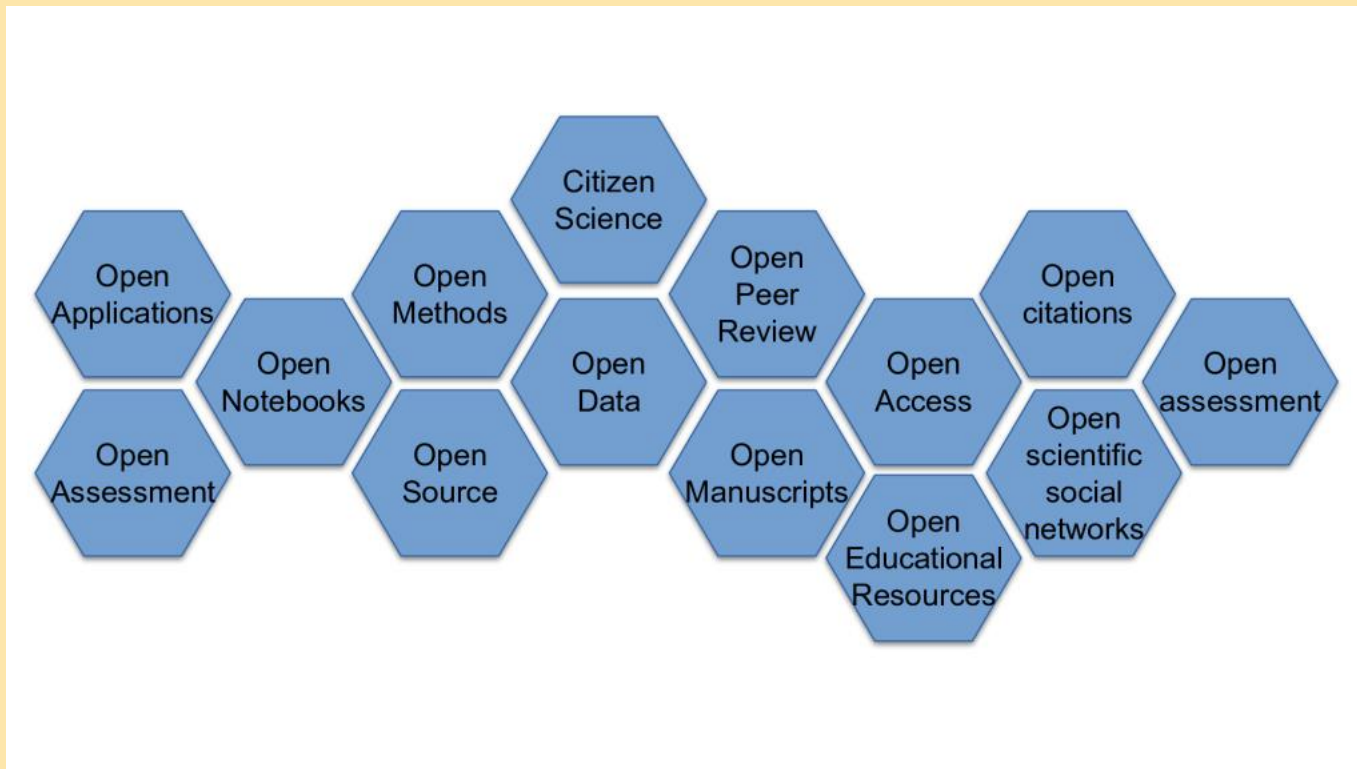 Citizen
Science
Open
Applications
Open
Methods
Open
Peer
Review
Open
citations
Open
Notebooks
Open
Data
Open
Access
Open
assessment
Open
Assessment
Open
Source
Open
Manuscripts
Open
scientific
social
networks
Open
Educational
Resources